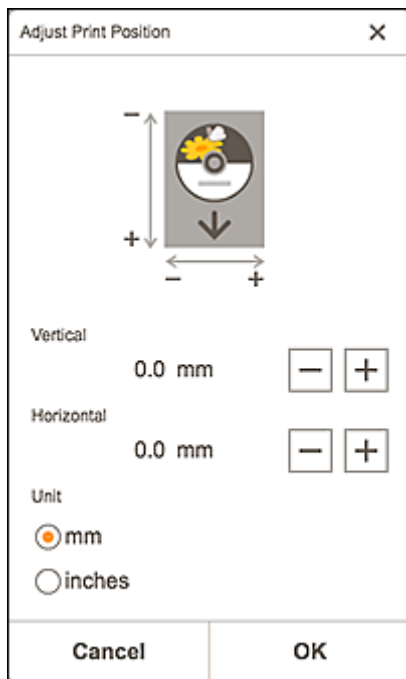 Adjust Print Position ×
−
+
− +
Vertical
0.0 mm − +
Horizontal
0.0 mm − +
Unit
mm
inches
Cancel OK